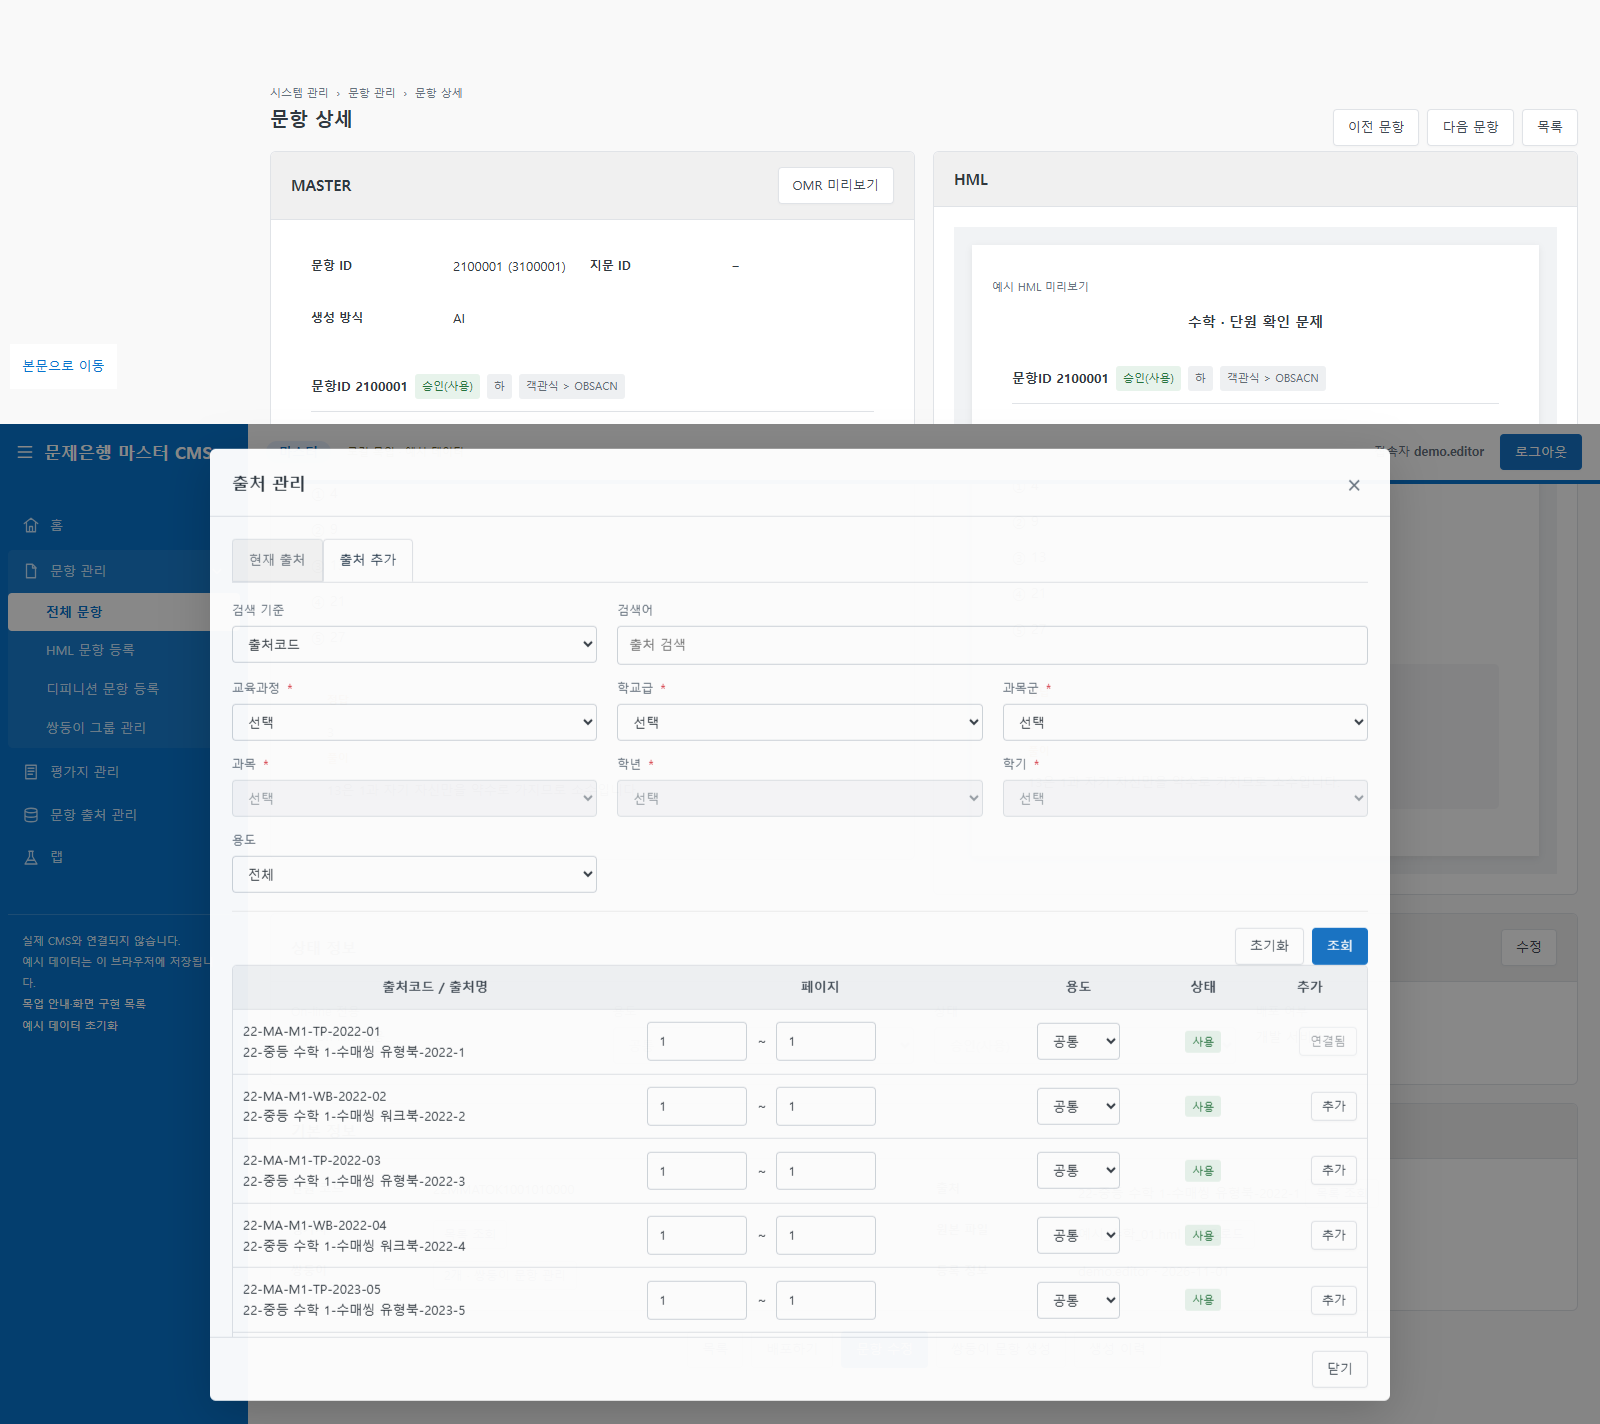 시스템 관리 › 문항 관리 › 문항 상세
문항 상세
이전 문항 다음 문항 목록
MASTER
OMR 미리보기
HML
문항 ID 2100001 (3100001) 지문 ID –
생성 방식 AI
문항ID 2100001 승인(사용) 하 객관식 > OBSACN
예시 HML 미리보기
수학 · 단원 확인 문제
문항ID 2100001 승인(사용) 하 객관식 > OBSACN
본문으로 이동
문제은행 마스터 CMS
demo.editor
로그아웃
홈
문항 관리
전체 문항
HML 문항 등록
디피니션 문항 등록
쌍둥이 그룹 관리
평가지 관리
문항 출처 관리
랩
실제 CMS와 연결되지 않습니다.
예시 데이터는 이 브라우저에 저장됩니
다.
목업 안내·화면 구현 목록
예시 데이터 초기화
출처 관리
×
현재 출처 출처 추가
검색 기준 검색어
출처코드 출처 검색
교육과정 * 학교급 * 과목군 *
선택 선택 선택
과목 * 학년 * 학기 *
선택 선택 선택
용도
전체
초기화 조회
출처코드 / 출처명 페이지 용도 상태 추가
22-MA-M1-TP-2022-01
22-중등 수학 1-수매씽 유형북-2022-1
1 ~ 1 공통 사용 연결됨
22-MA-M1-WB-2022-02
22-중등 수학 1-수매씽 워크북-2022-2
1 ~ 1 공통 사용 추가
22-MA-M1-TP-2022-03
22-중등 수학 1-수매씽 유형북-2022-3
1 ~ 1 공통 사용 추가
22-MA-M1-WB-2022-04
22-중등 수학 1-수매씽 워크북-2022-4
1 ~ 1 공통 사용 추가
22-MA-M1-TP-2023-05
22-중등 수학 1-수매씽 유형북-2023-5
1 ~ 1 공통 사용 추가
닫기
수정